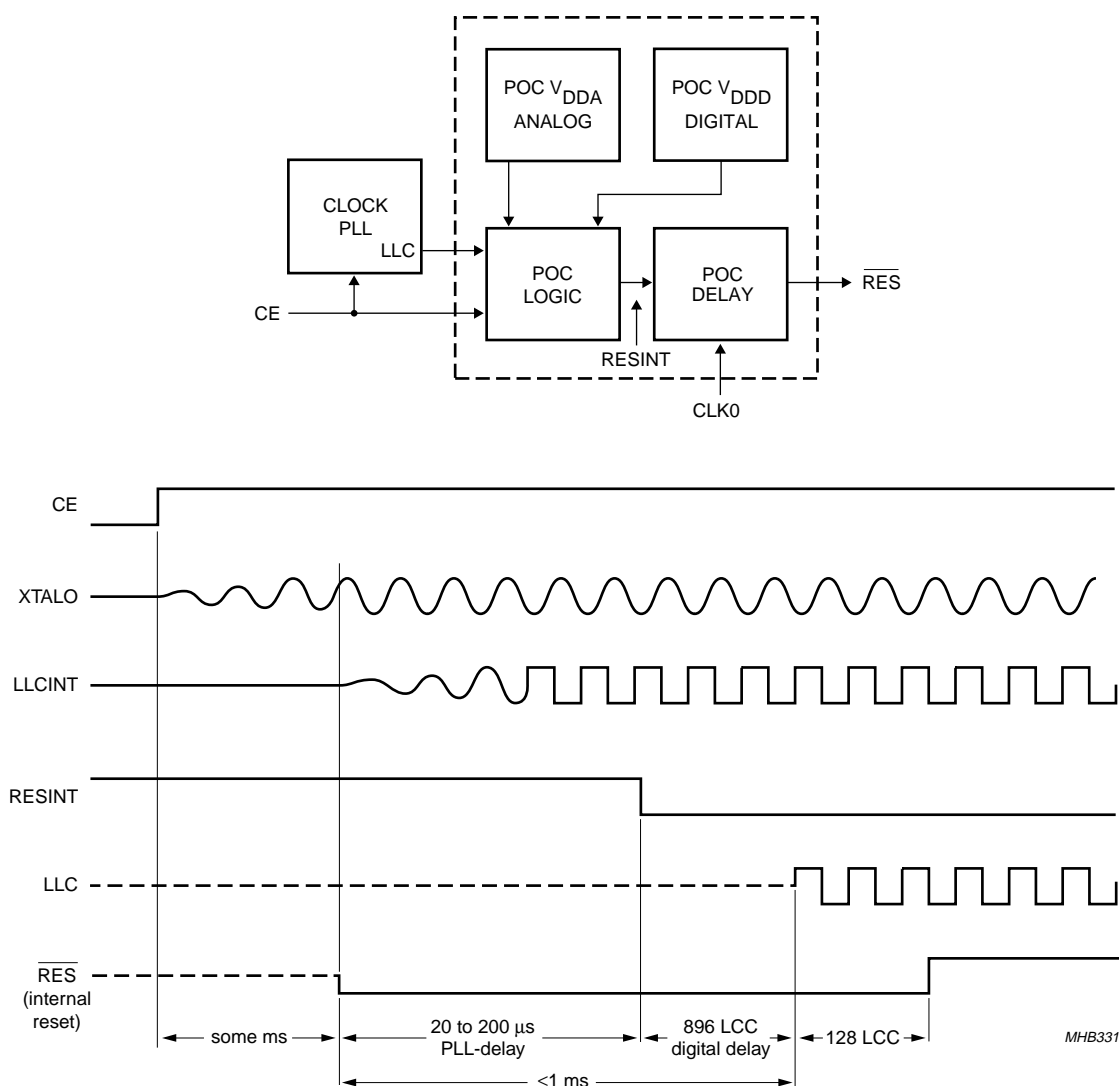 POC VDDA
ANALOG
POC VDDD
DIGITAL
CLOCK
PLL
LLC
POC
LOGIC
POC
DELAY
RES
CE
RESINT
CLK0
CE
XTALO
LLCINT
RESINT
LLC
RES
(internal
reset)
some ms
20 to 200 μs
PLL-delay
896 LCC
digital delay
128 LCC
<1 ms
MHB331